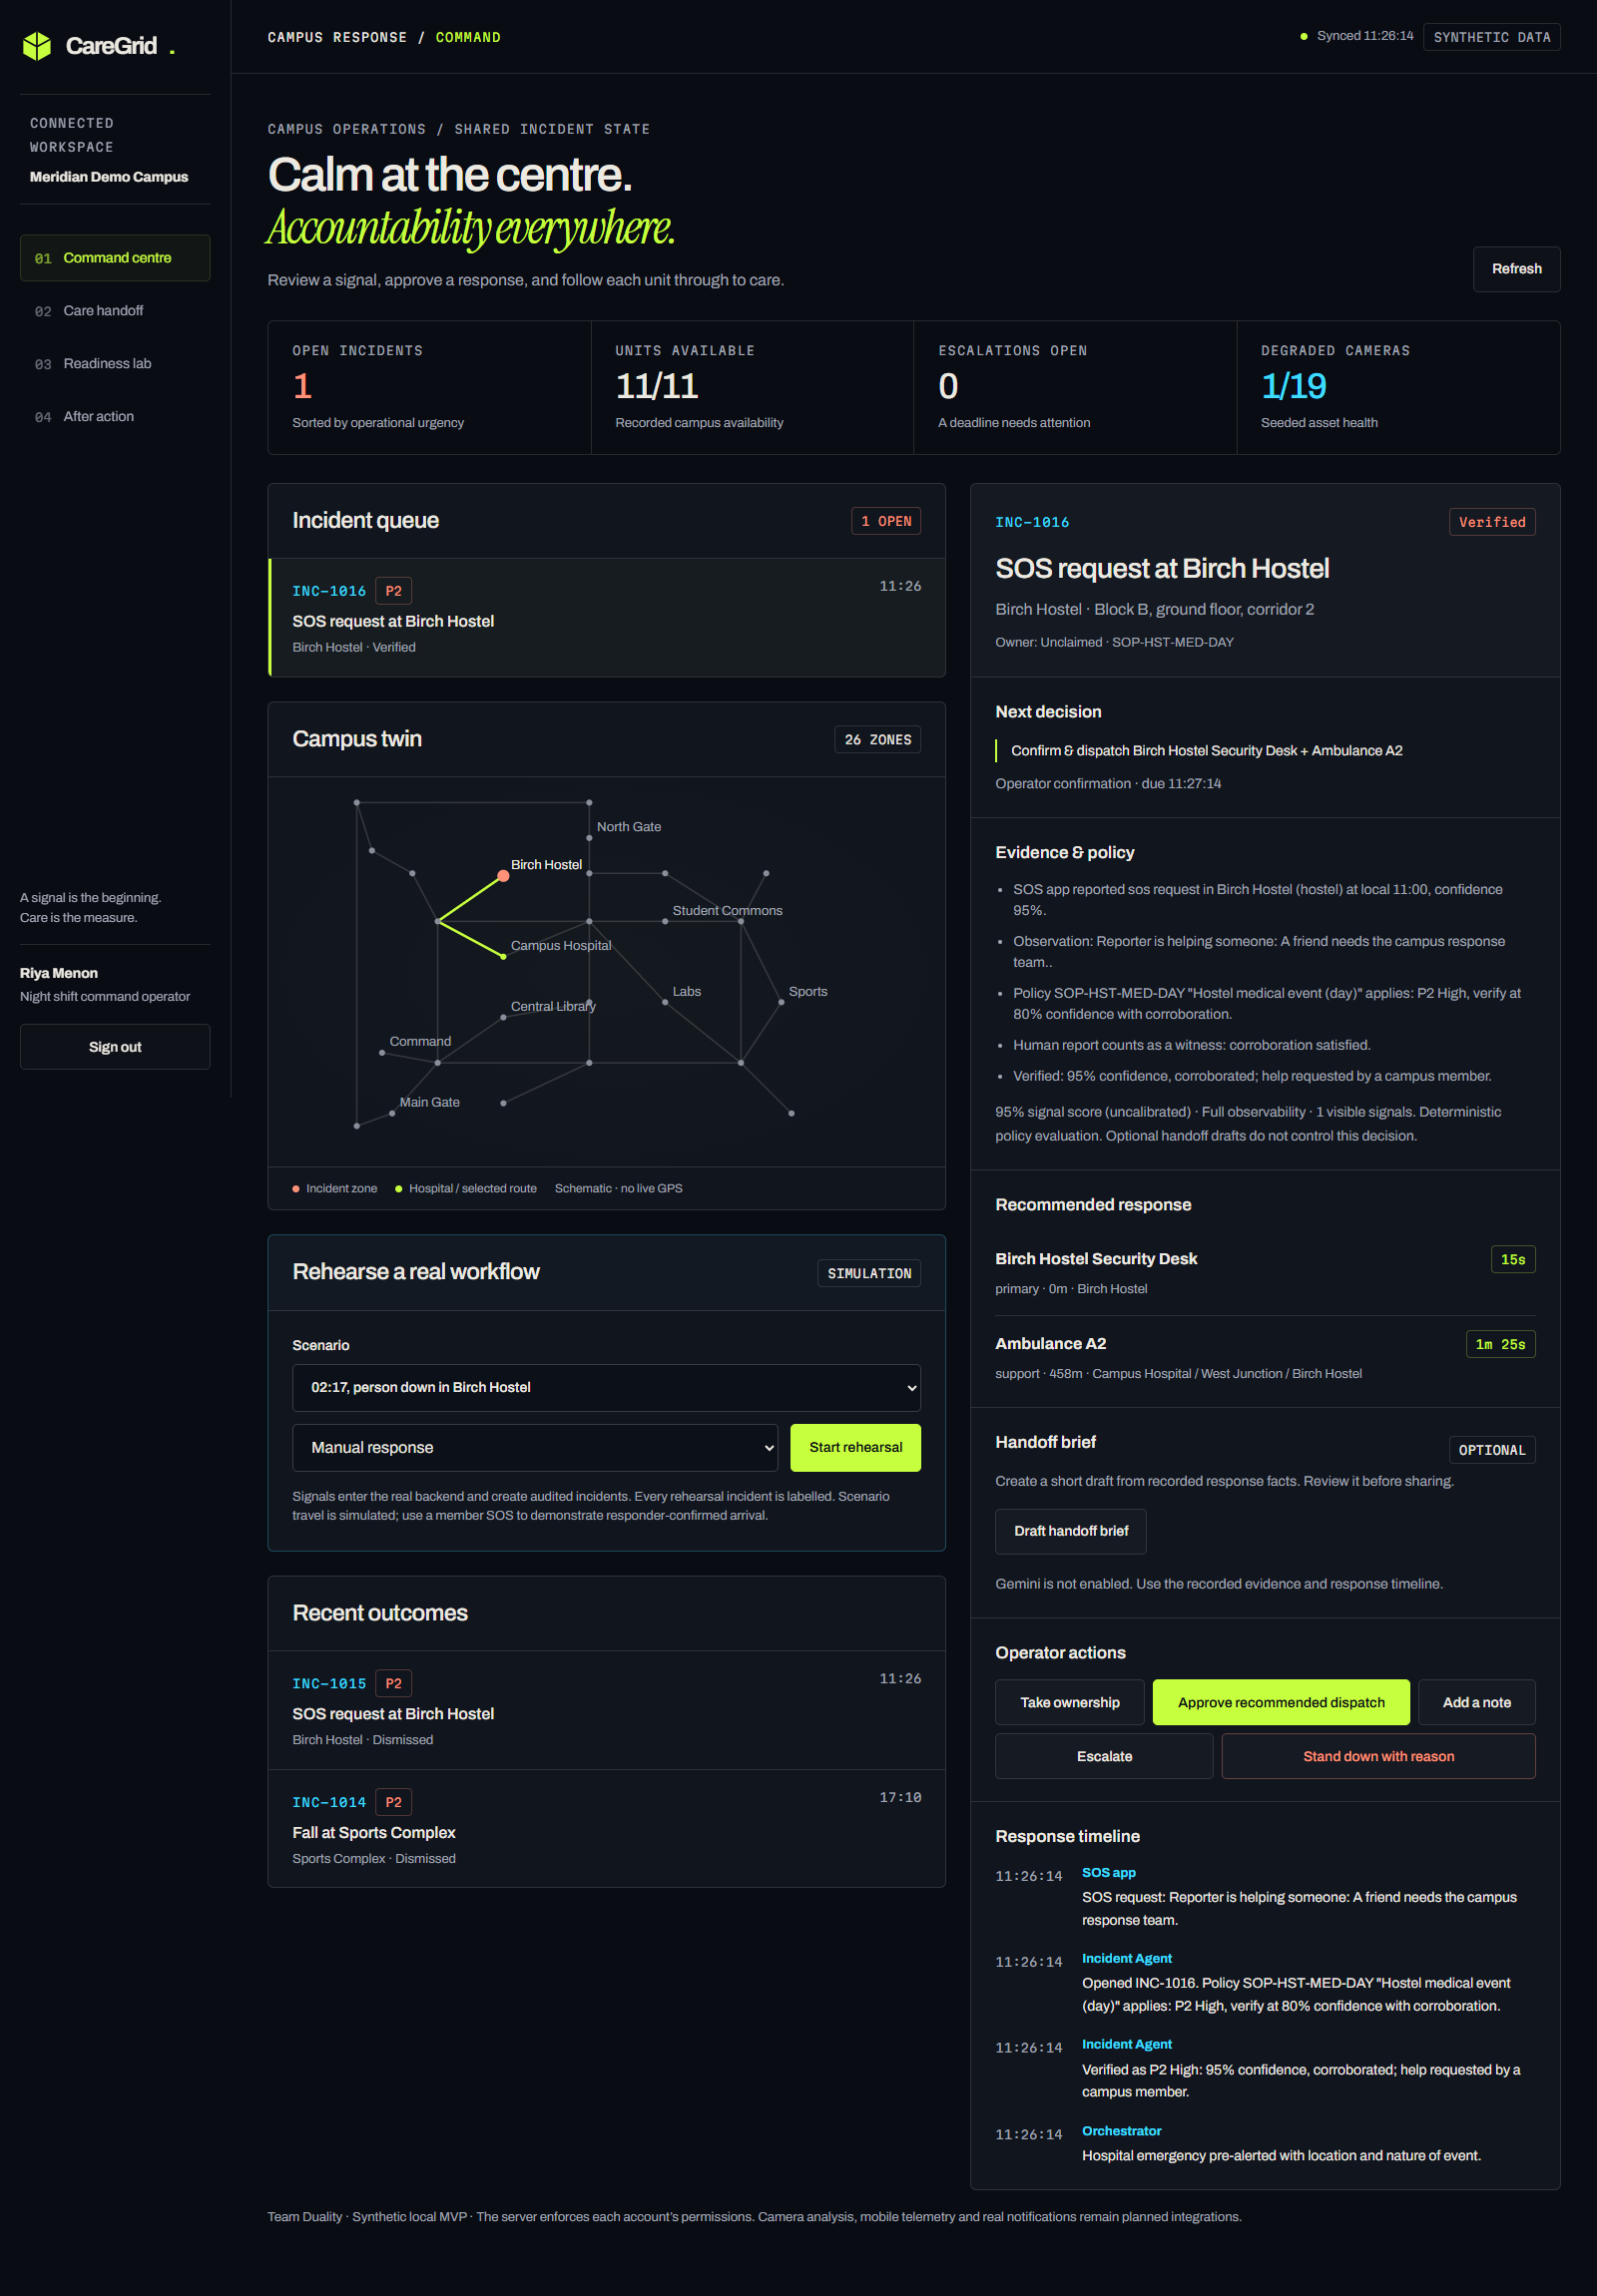 CareGrid .
CONNECTED
WORKSPACE
Meridian Demo Campus
01 Command centre
02 Care handoff
03 Readiness lab
04 After action
A signal is the beginning.
Care is the measure.
Riya Menon
Night shift command operator
Sign out
CAMPUS RESPONSE / COMMAND
Synced 11:26:14 SYNTHETIC DATA
CAMPUS OPERATIONS / SHARED INCIDENT STATE
Calm at the centre.
Accountability everywhere.
Review a signal, approve a response, and follow each unit through to care.
Refresh
OPEN INCIDENTS
1
Sorted by operational urgency
UNITS AVAILABLE
11/11
Recorded campus availability
ESCALATIONS OPEN
0
A deadline needs attention
DEGRADED CAMERAS
1/19
Seeded asset health
Incident queue 1 OPEN
INC-1016 P2 11:26
SOS request at Birch Hostel
Birch Hostel · Verified
Campus twin 26 ZONES
North Gate
Birch Hostel
Student Commons
Campus Hospital
Labs
Sports
Central Library
Command
Main Gate
Incident zone Hospital / selected route Schematic · no live GPS
Rehearse a real workflow SIMULATION
Scenario
02:17, person down in Birch Hostel
Manual response Start rehearsal
Signals enter the real backend and create audited incidents. Every rehearsal incident is labelled. Scenario
travel is simulated; use a member SOS to demonstrate responder-confirmed arrival.
Recent outcomes
INC-1015 P2 11:26
SOS request at Birch Hostel
Birch Hostel · Dismissed
INC-1014 P2 17:10
Fall at Sports Complex
Sports Complex · Dismissed
INC-1016 Verified
SOS request at Birch Hostel
Birch Hostel · Block B, ground floor, corridor 2
Owner: Unclaimed · SOP-HST-MED-DAY
Next decision
Confirm & dispatch Birch Hostel Security Desk + Ambulance A2
Operator confirmation · due 11:27:14
Evidence & policy
• SOS app reported sos request in Birch Hostel (hostel) at local 11:00, confidence
95%.
• Observation: Reporter is helping someone: A friend needs the campus response
team..
• Policy SOP-HST-MED-DAY "Hostel medical event (day)" applies: P2 High, verify at
80% confidence with corroboration.
• Human report counts as a witness: corroboration satisfied.
• Verified: 95% confidence, corroborated; help requested by a campus member.
95% signal score (uncalibrated) · Full observability · 1 visible signals. Deterministic
policy evaluation. Optional handoff drafts do not control this decision.
Recommended response
Birch Hostel Security Desk 15s
primary · 0m · Birch Hostel
Ambulance A2 1m 25s
support · 458m · Campus Hospital / West Junction / Birch Hostel
Handoff brief OPTIONAL
Create a short draft from recorded response facts. Review it before sharing.
Draft handoff brief
Gemini is not enabled. Use the recorded evidence and response timeline.
Operator actions
Take ownership Approve recommended dispatch Add a note
Escalate Stand down with reason
Response timeline
11:26:14 SOS app
SOS request: Reporter is helping someone: A friend needs the campus
response team.
11:26:14 Incident Agent
Opened INC-1016. Policy SOP-HST-MED-DAY "Hostel medical event
(day)" applies: P2 High, verify at 80% confidence with corroboration.
11:26:14 Incident Agent
Verified as P2 High: 95% confidence, corroborated; help requested by a
campus member.
11:26:14 Orchestrator
Hospital emergency pre-alerted with location and nature of event.
Team Duality · Synthetic local MVP · The server enforces each account's permissions. Camera analysis, mobile telemetry and real notifications remain planned integrations.